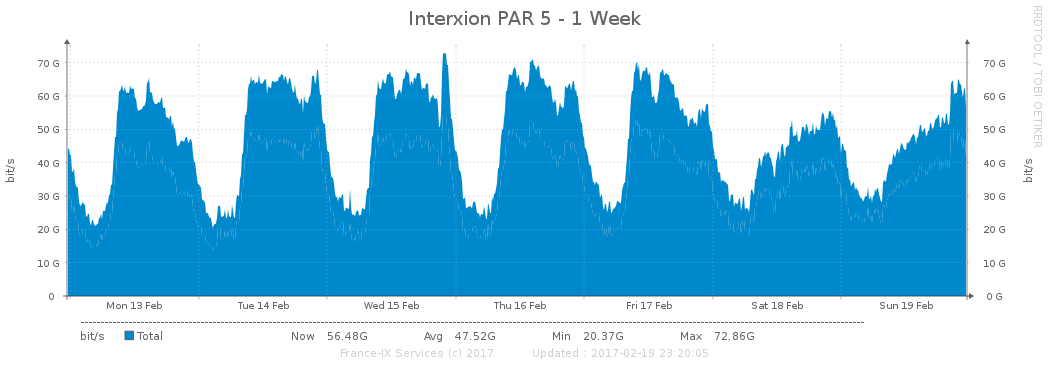 Interxion PAR 5 - 1 Week
RRDTOOL / TOBI OETIKER
bit/s
70 G
60 G
50 G
40 G
30 G
20 G
10 G
0
70 G
60 G
50 G
40 G
30 G
20 G
10 G
0 G
bit/s
Mon 13 Feb Tue 14 Feb Wed 15 Feb Thu 16 Feb Fri 17 Feb Sat 18 Feb Sun 19 Feb
bit/s Total Now 56.48G Avg 47.52G Min 20.37G Max 72.86G
France-IX Services (c) 2017 Updated : 2017-02-19 23:20:05